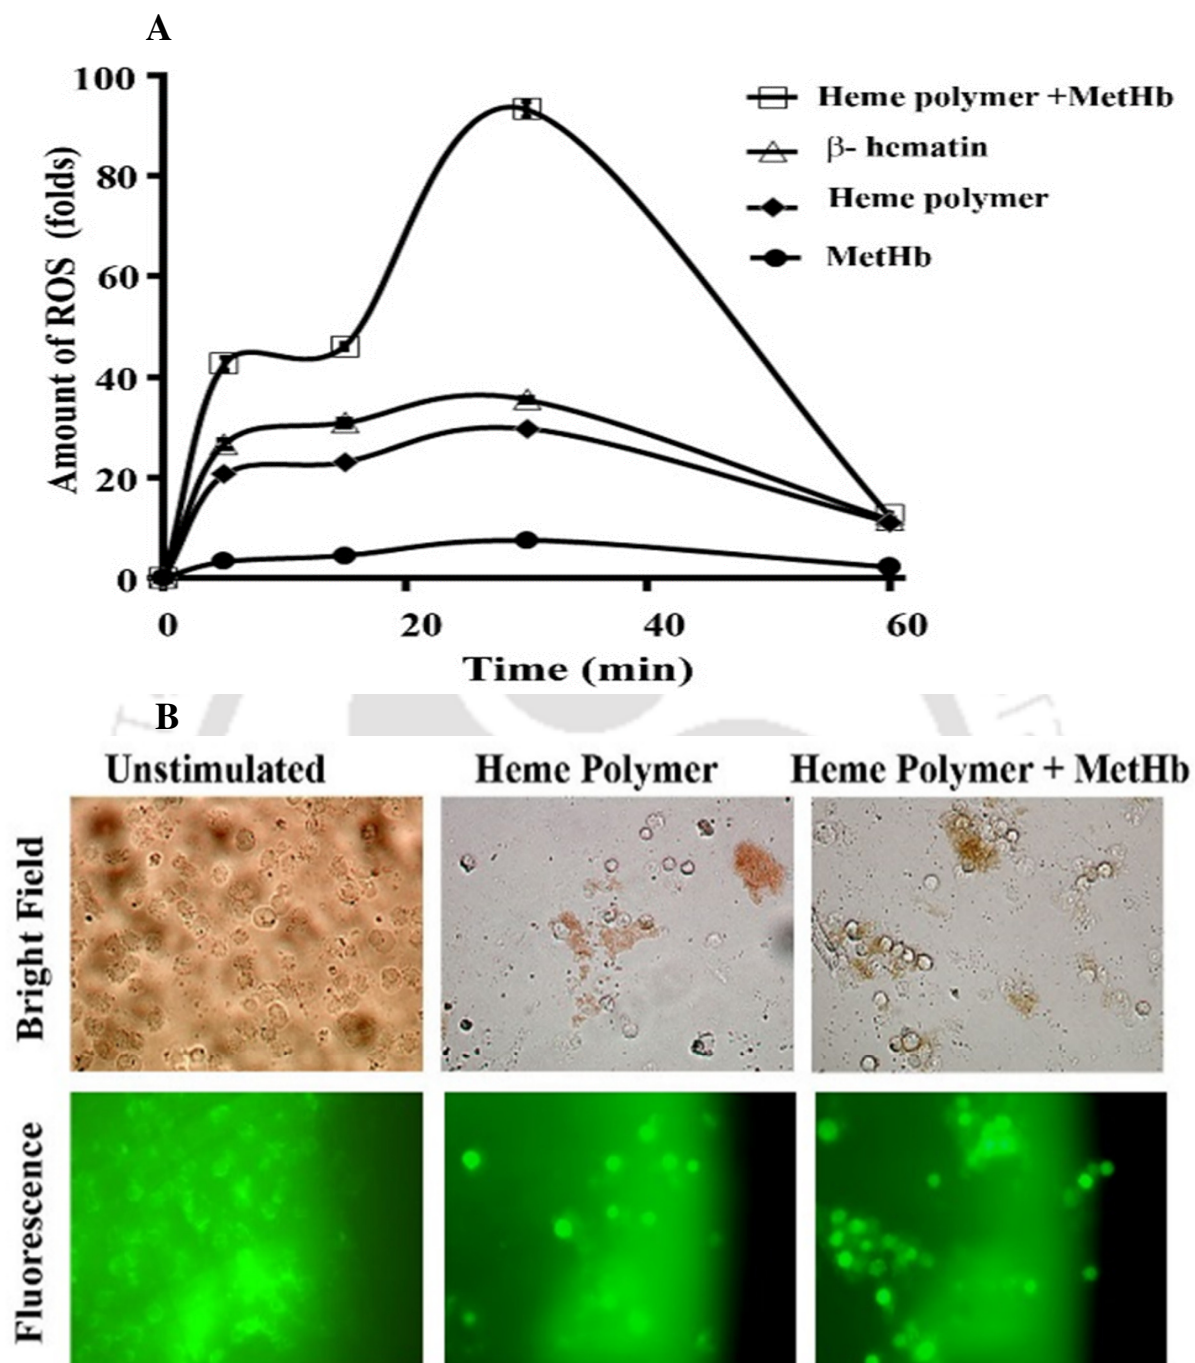 A
100
80
60
40
20
0
Amount of ROS (folds)
0 20 40 60
Time (min)
Heme polymer +MetHb
β- hematin
Heme polymer
MetHb
B
Unstimulated Heme Polymer Heme Polymer + MetHb
Bright Field
Fluorescence